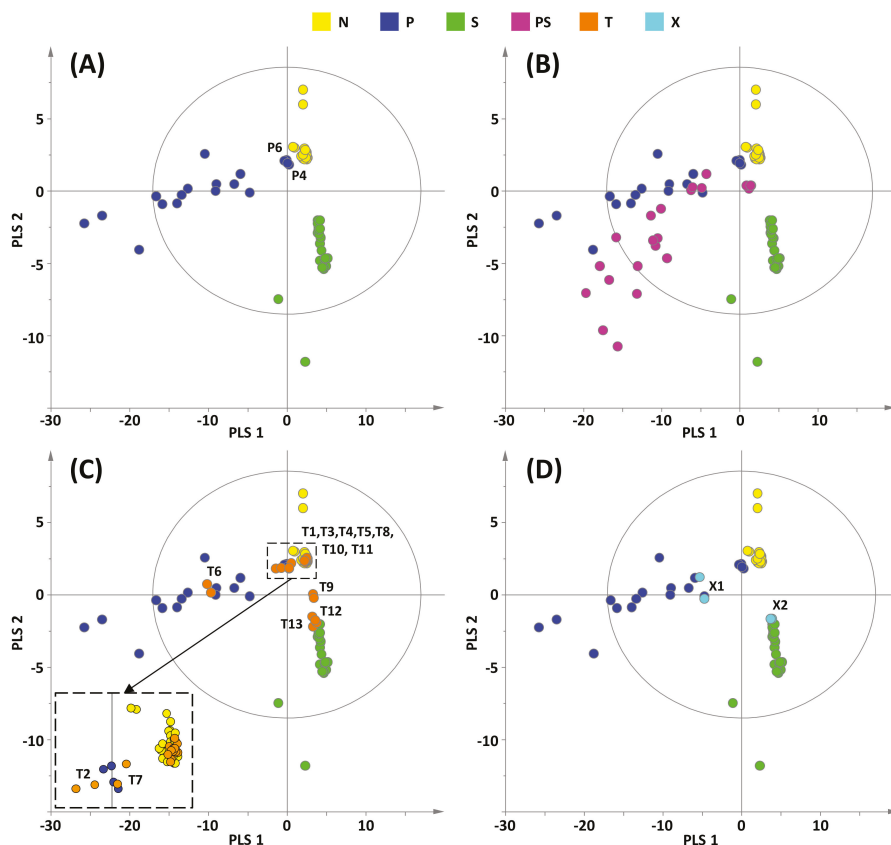 N P S PS T X
(A)
5
0
-5
-10
PLS 2
P6
P4
-30 -20 -10 0 10
PLS 1
(B)
5
0
-5
-10
PLS 2
-30 -20 -10 0 10
PLS 1
(C)
5
0
-5
-10
PLS 2
T1,T3,T4,T5,T8,
T10, T11
T6
T9
T12
T13
T2
T7
-30 -20 -10 0 10
PLS 1
(D)
5
0
-5
-10
PLS 2
X1
X2
-30 -20 -10 0 10
PLS 1